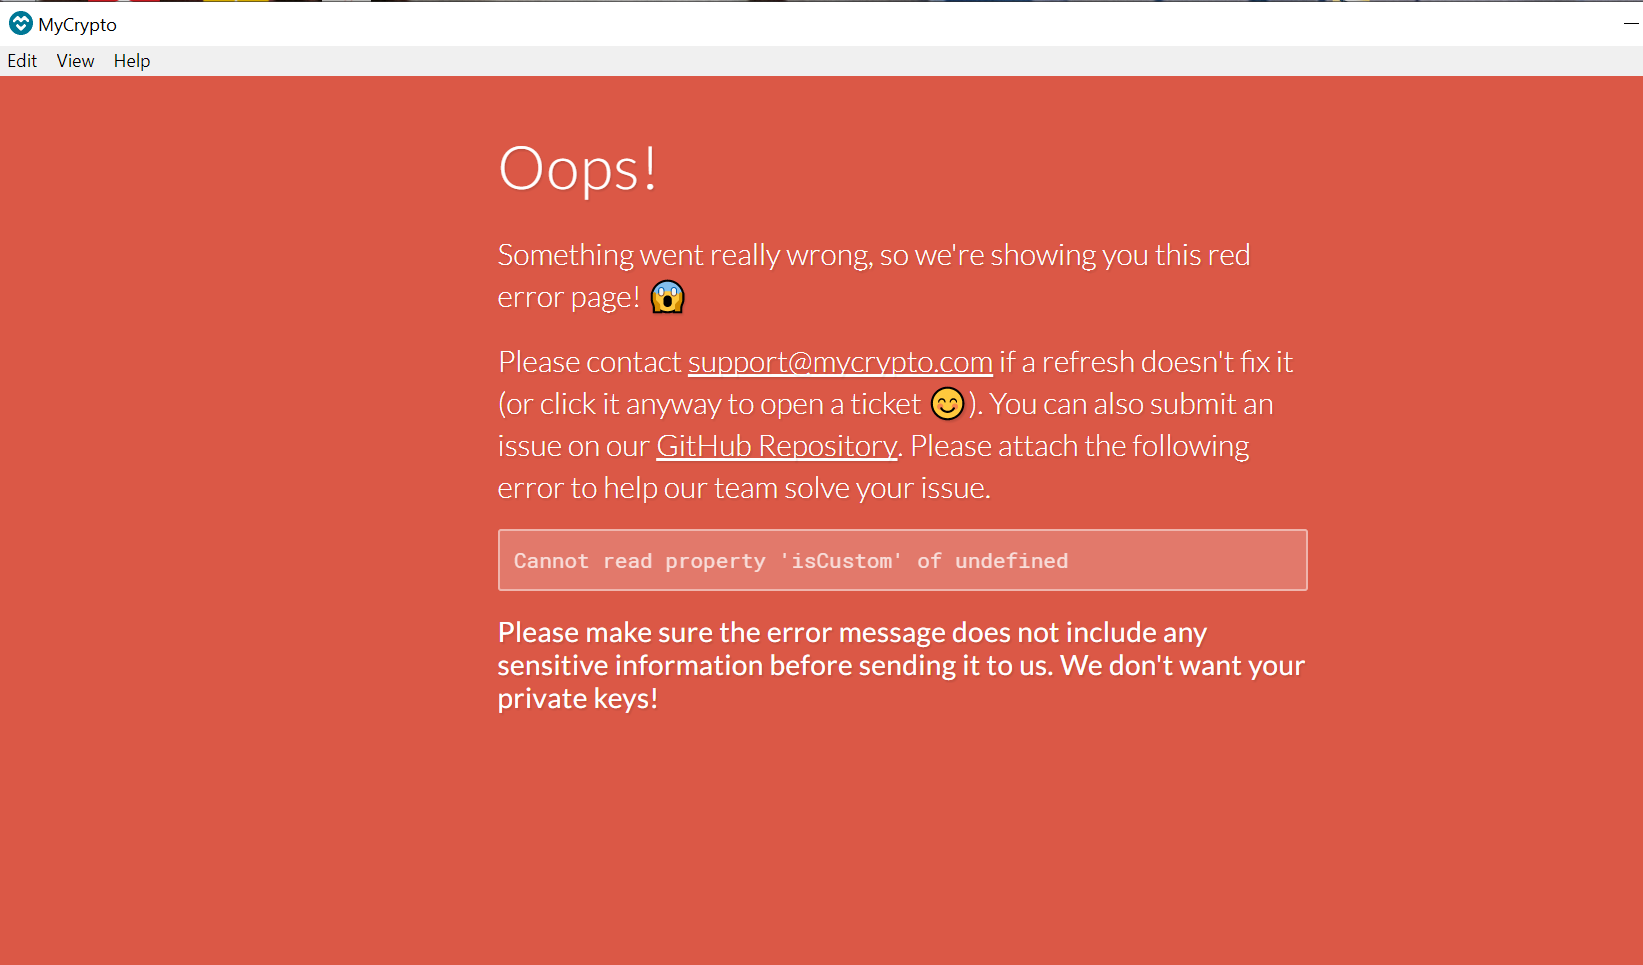 MyCrypto
Edit View Help
Oops!
Something went really wrong, so we're showing you this red
error page! 😱
Please contact support@mycrypto.com if a refresh doesn't fix it
(or click it anyway to open a ticket 😊). You can also submit an
issue on our GitHub Repository. Please attach the following
error to help our team solve your issue.
Cannot read property 'isCustom' of undefined
Please make sure the error message does not include any
sensitive information before sending it to us. We don't want your
private keys!